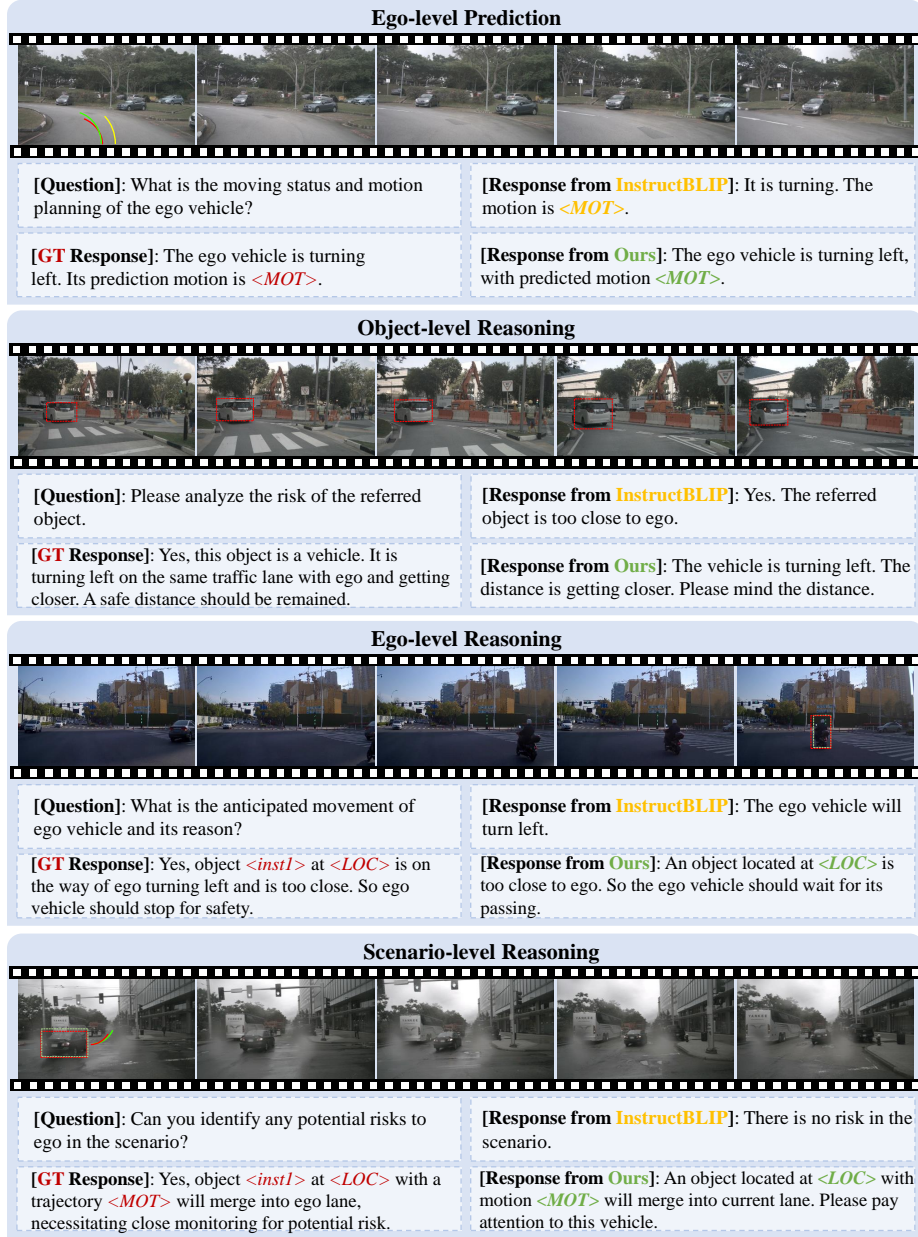 Ego-level Prediction
[Question]: What is the moving status and motion
planning of the ego vehicle?
[Response from InstructBLIP]: It is turning. The
motion is <MOT>.
[GT Response]: The ego vehicle is turning
left. Its prediction motion is <MOT>.
[Response from Ours]: The ego vehicle is turning left,
with predicted motion <MOT>.
Object-level Reasoning
[Question]: Please analyze the risk of the referred
object.
[Response from InstructBLIP]: Yes. The referred
object is too close to ego.
[GT Response]: Yes, this object is a vehicle. It is
turning left on the same traffic lane with ego and getting
closer. A safe distance should be remained.
[Response from Ours]: The vehicle is turning left. The
distance is getting closer. Please mind the distance.
Ego-level Reasoning
[Question]: What is the anticipated movement of
ego vehicle and its reason?
[Response from InstructBLIP]: The ego vehicle will
turn left.
[GT Response]: Yes, object <inst1> at <LOC> is on
the way of ego turning left and is too close. So ego
vehicle should stop for safety.
[Response from Ours]: An object located at <LOC> is
too close to ego. So the ego vehicle should wait for its
passing.
Scenario-level Reasoning
[Question]: Can you identify any potential risks to
ego in the scenario?
[Response from InstructBLIP]: There is no risk in the
scenario.
[GT Response]: Yes, object <inst1> at <LOC> with a
trajectory <MOT> will merge into ego lane,
necessitating close monitoring for potential risk.
[Response from Ours]: An object located at <LOC> with
motion <MOT> will merge into current lane. Please pay
attention to this vehicle.